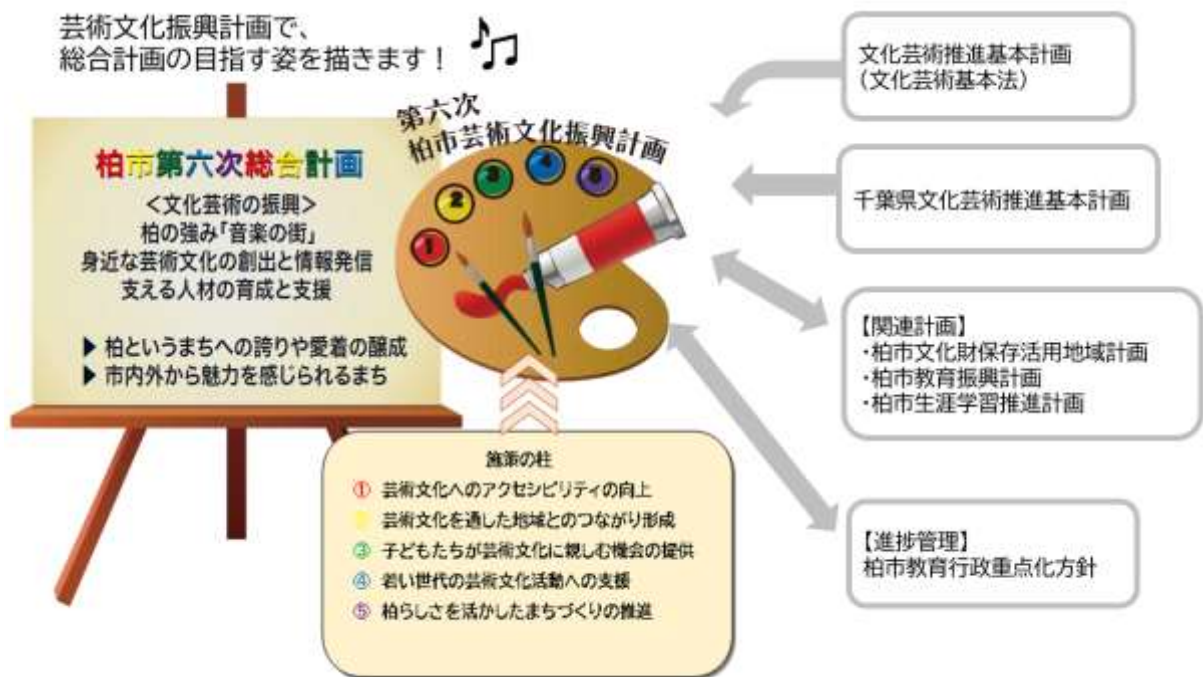 芸術文化振興計画で、
総合計画の目指す姿を描きます！
第六次
柏市芸術文化振興計画
1
2
3
4
5
柏市第六次総合計画
＜文化芸術の振興＞
柏の強み「音楽の街」
身近な芸術文化の創出と情報発信
支える人材の育成と支援
▶ 柏というまちへの誇りや愛着の醸成
▶ 市内外から魅力を感じられるまち
施策の柱
① 芸術文化へのアクセシビリティの向上
芸術文化を通した地域とのつながり形成
③ 子どもたちが芸術文化に親しむ機会の提供
④ 若い世代の芸術文化活動への支援
⑤ 柏らしさを活かしたまちづくりの推進
文化芸術推進基本計画
（文化芸術基本法）
千葉県文化芸術推進基本計画
【関連計画】
・柏市文化財保存活用地域計画
・柏市教育振興計画
・柏市生涯学習推進計画
【進捗管理】
柏市教育行政重点化方針